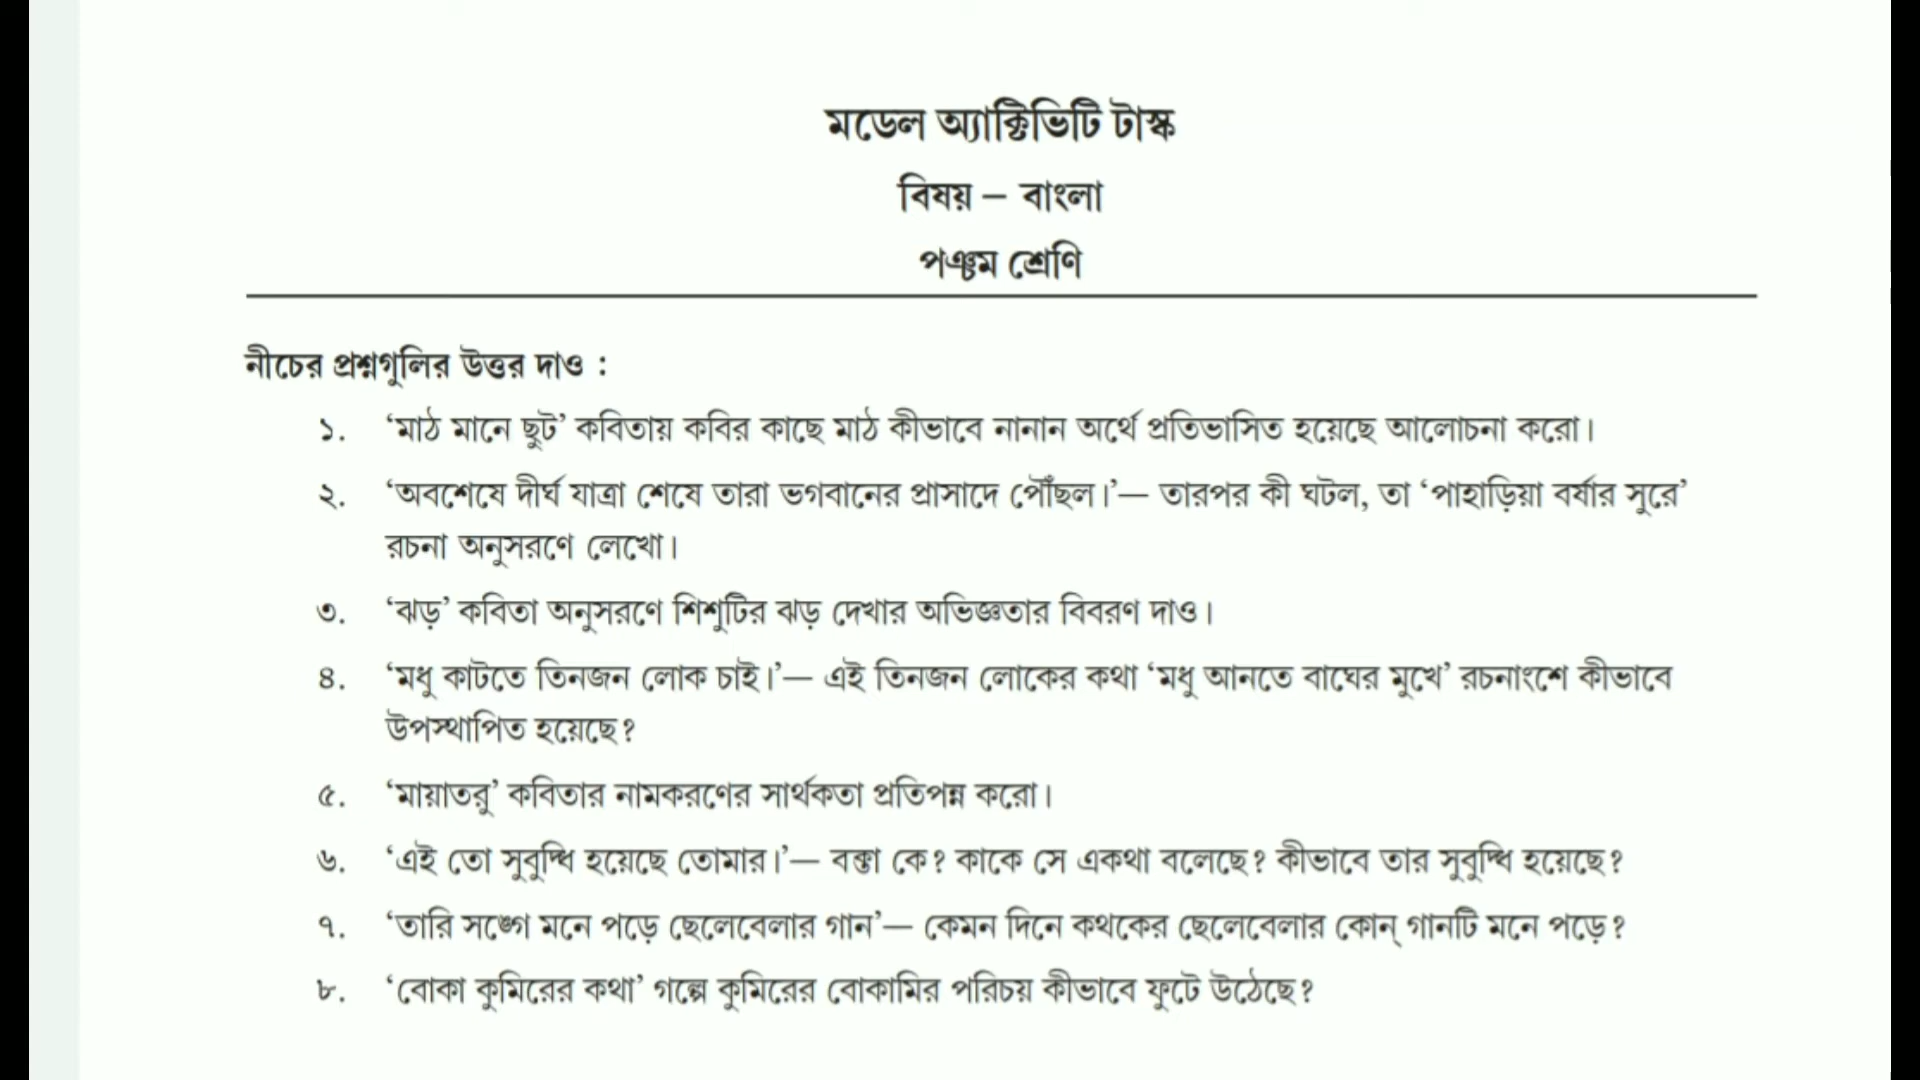 মডেল অ্যাক্টিভিটি টাস্ক
বিষয় – বাংলা
পঞ্চম শ্রেণি
নীচের প্রশ্নগুলির উত্তর দাও :
১. ‘মাঠ মানে ছুট’ কবিতায় কবির কাছে মাঠ কীভাবে নানান অর্থে প্রতিভাসিত হয়েছে আলোচনা করো।
২. ‘অবশেষে দীর্ঘ যাত্রা শেষে তারা ভগবানের প্রাসাদে পৌঁছল।’— তারপর কী ঘটল, তা ‘পাহাড়িয়া বর্ষার সুরে’
রচনা অনুসরণে লেখো।
৩. ‘ঝড়’ কবিতা অনুসরণে শিশুটির ঝড় দেখার অভিজ্ঞতার বিবরণ দাও।
৪. ‘মধু কাটতে তিনজন লোক চাই।’— এই তিনজন লোকের কথা ‘মধু আনতে বাঘের মুখে’ রচনাংশে কীভাবে
উপস্থাপিত হয়েছে?
৫. ‘মায়াতরু’ কবিতার নামকরণের সার্থকতা প্রতিপন্ন করো।
৬. ‘এই তো সুবুদ্ধি হয়েছে তোমার।’— বক্তা কে? কাকে সে একথা বলেছে? কীভাবে তার সুবুদ্ধি হয়েছে?
৭. ‘তারি সঙ্গে মনে পড়ে ছেলেবেলার গান’— কেমন দিনে কথকের ছেলেবেলার কোন্ গানটি মনে পড়ে?
৮. ‘বোকা কুমিরের কথা’ গল্পে কুমিরের বোকামির পরিচয় কীভাবে ফুটে উঠেছে?